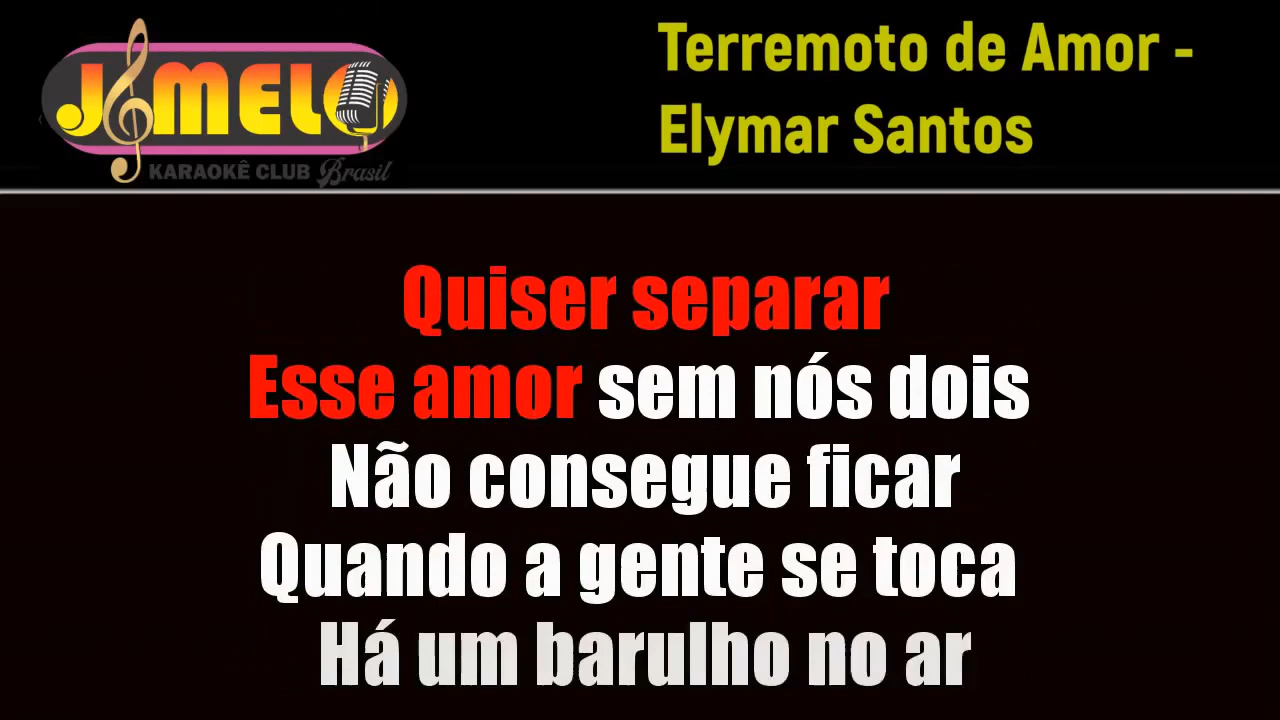 JMELO
KARAOKÊ CLUB Brasil
Terremoto de Amor -
Elymar Santos
Quiser separar
Esse amor sem nós dois
Não consegue ficar
Quando a gente se toca
Há um barulho no ar